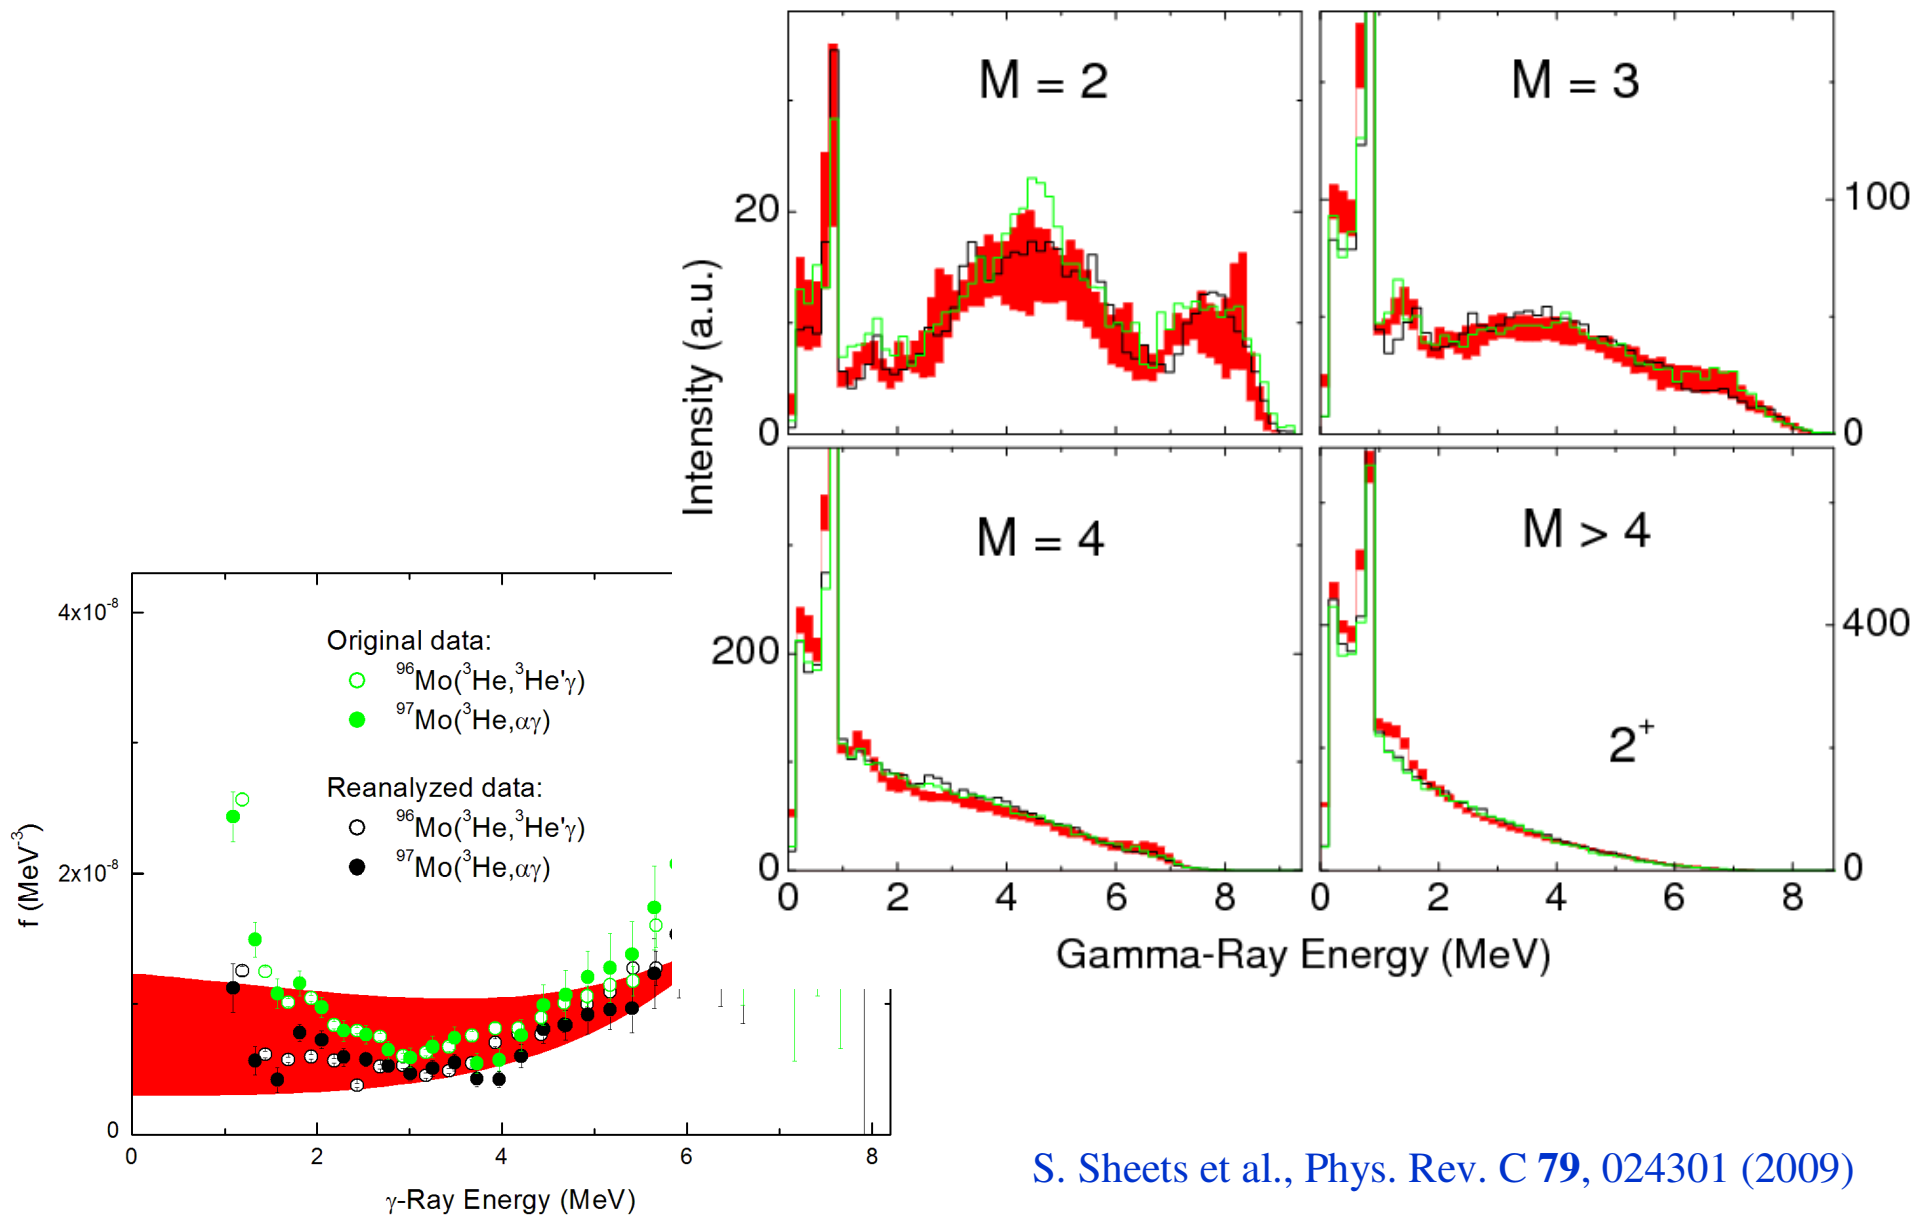 M = 2
M = 3
20
10
0
100
0
Intensity (a.u.)
M = 4
M > 4
2⁺
200
0
400
0
0 2 4 6 8
0 2 4 6 8
Gamma-Ray Energy (MeV)
4x10⁻⁸
2x10⁻⁸
0
f (MeV⁻³)
Original data:
⁹⁶Mo(³He,³He'γ)
⁹⁷Mo(³He,αγ)
Reanalyzed data:
⁹⁶Mo(³He,³He'γ)
⁹⁷Mo(³He,αγ)
0 2 4 6 8
γ-Ray Energy (MeV)
S. Sheets et al., Phys. Rev. C 79, 024301 (2009)